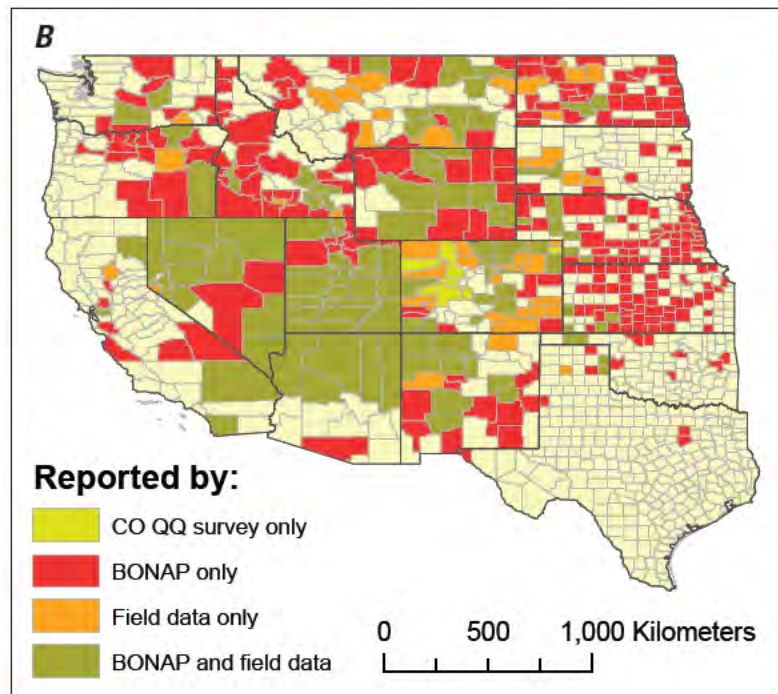 B
Reported by:
CO QQ survey only
BONAP only
Field data only
BONAP and field data
0 500 1,000 Kilometers